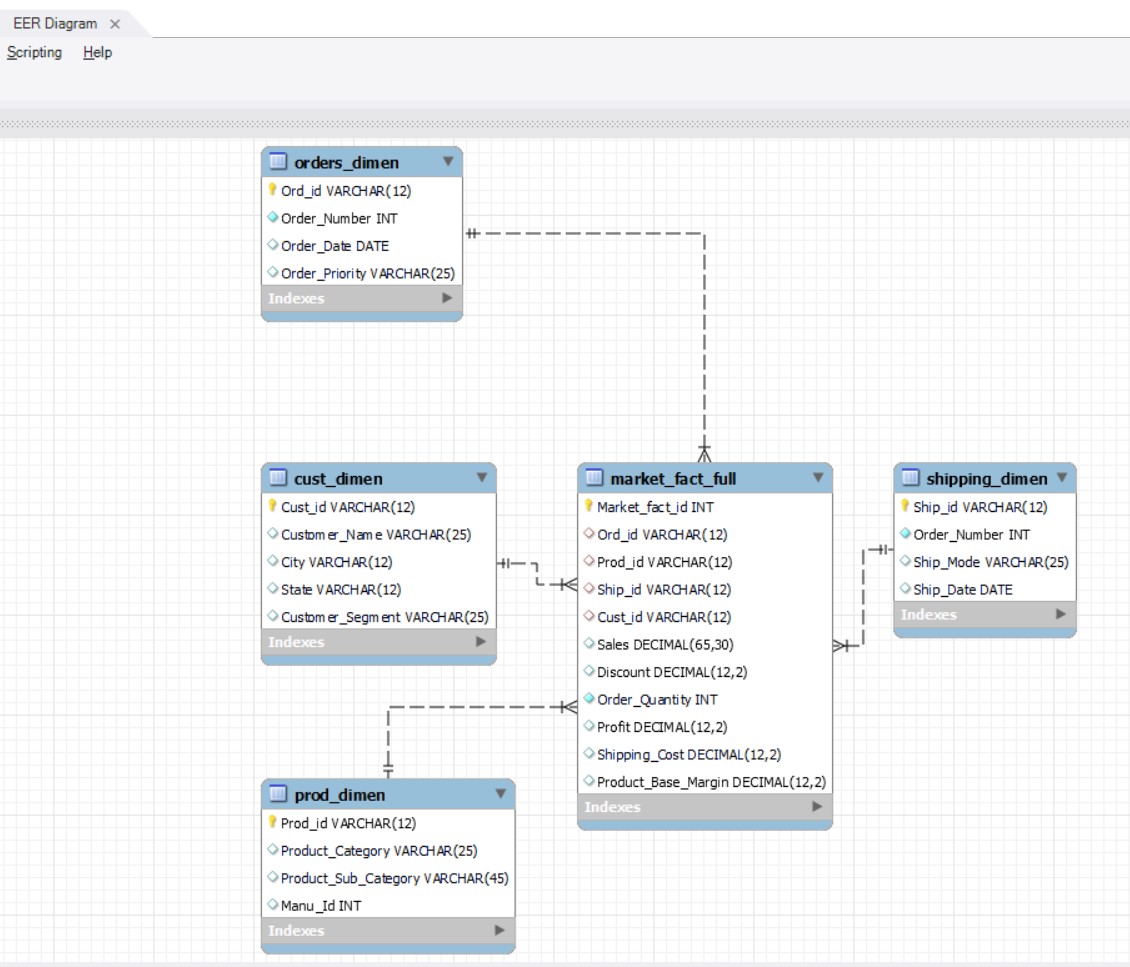 EER Diagram
Scripting Help
orders_dimen
Ord_id VARCHAR(12)
Order_Number INT
Order_Date DATE
Order_Priority VARCHAR(25)
Indexes
cust_dimen
Cust_id VARCHAR(12)
Customer_Name VARCHAR(25)
City VARCHAR(12)
State VARCHAR(12)
Customer_Segment VARCHAR(25)
Indexes
market_fact_full
Market_fact_id INT
Ord_id VARCHAR(12)
Prod_id VARCHAR(12)
Ship_id VARCHAR(12)
Cust_id VARCHAR(12)
Sales DECIMAL(65,30)
Discount DECIMAL(12,2)
Order_Quantity INT
Profit DECIMAL(12,2)
Shipping_Cost DECIMAL(12,2)
Product_Base_Margin DECIMAL(12,2)
Indexes
shipping_dimen
Ship_id VARCHAR(12)
Order_Number INT
Ship_Mode VARCHAR(25)
Ship_Date DATE
Indexes
prod_dimen
Prod_id VARCHAR(12)
Product_Category VARCHAR(25)
Product_Sub_Category VARCHAR(45)
Manu_Id INT
Indexes